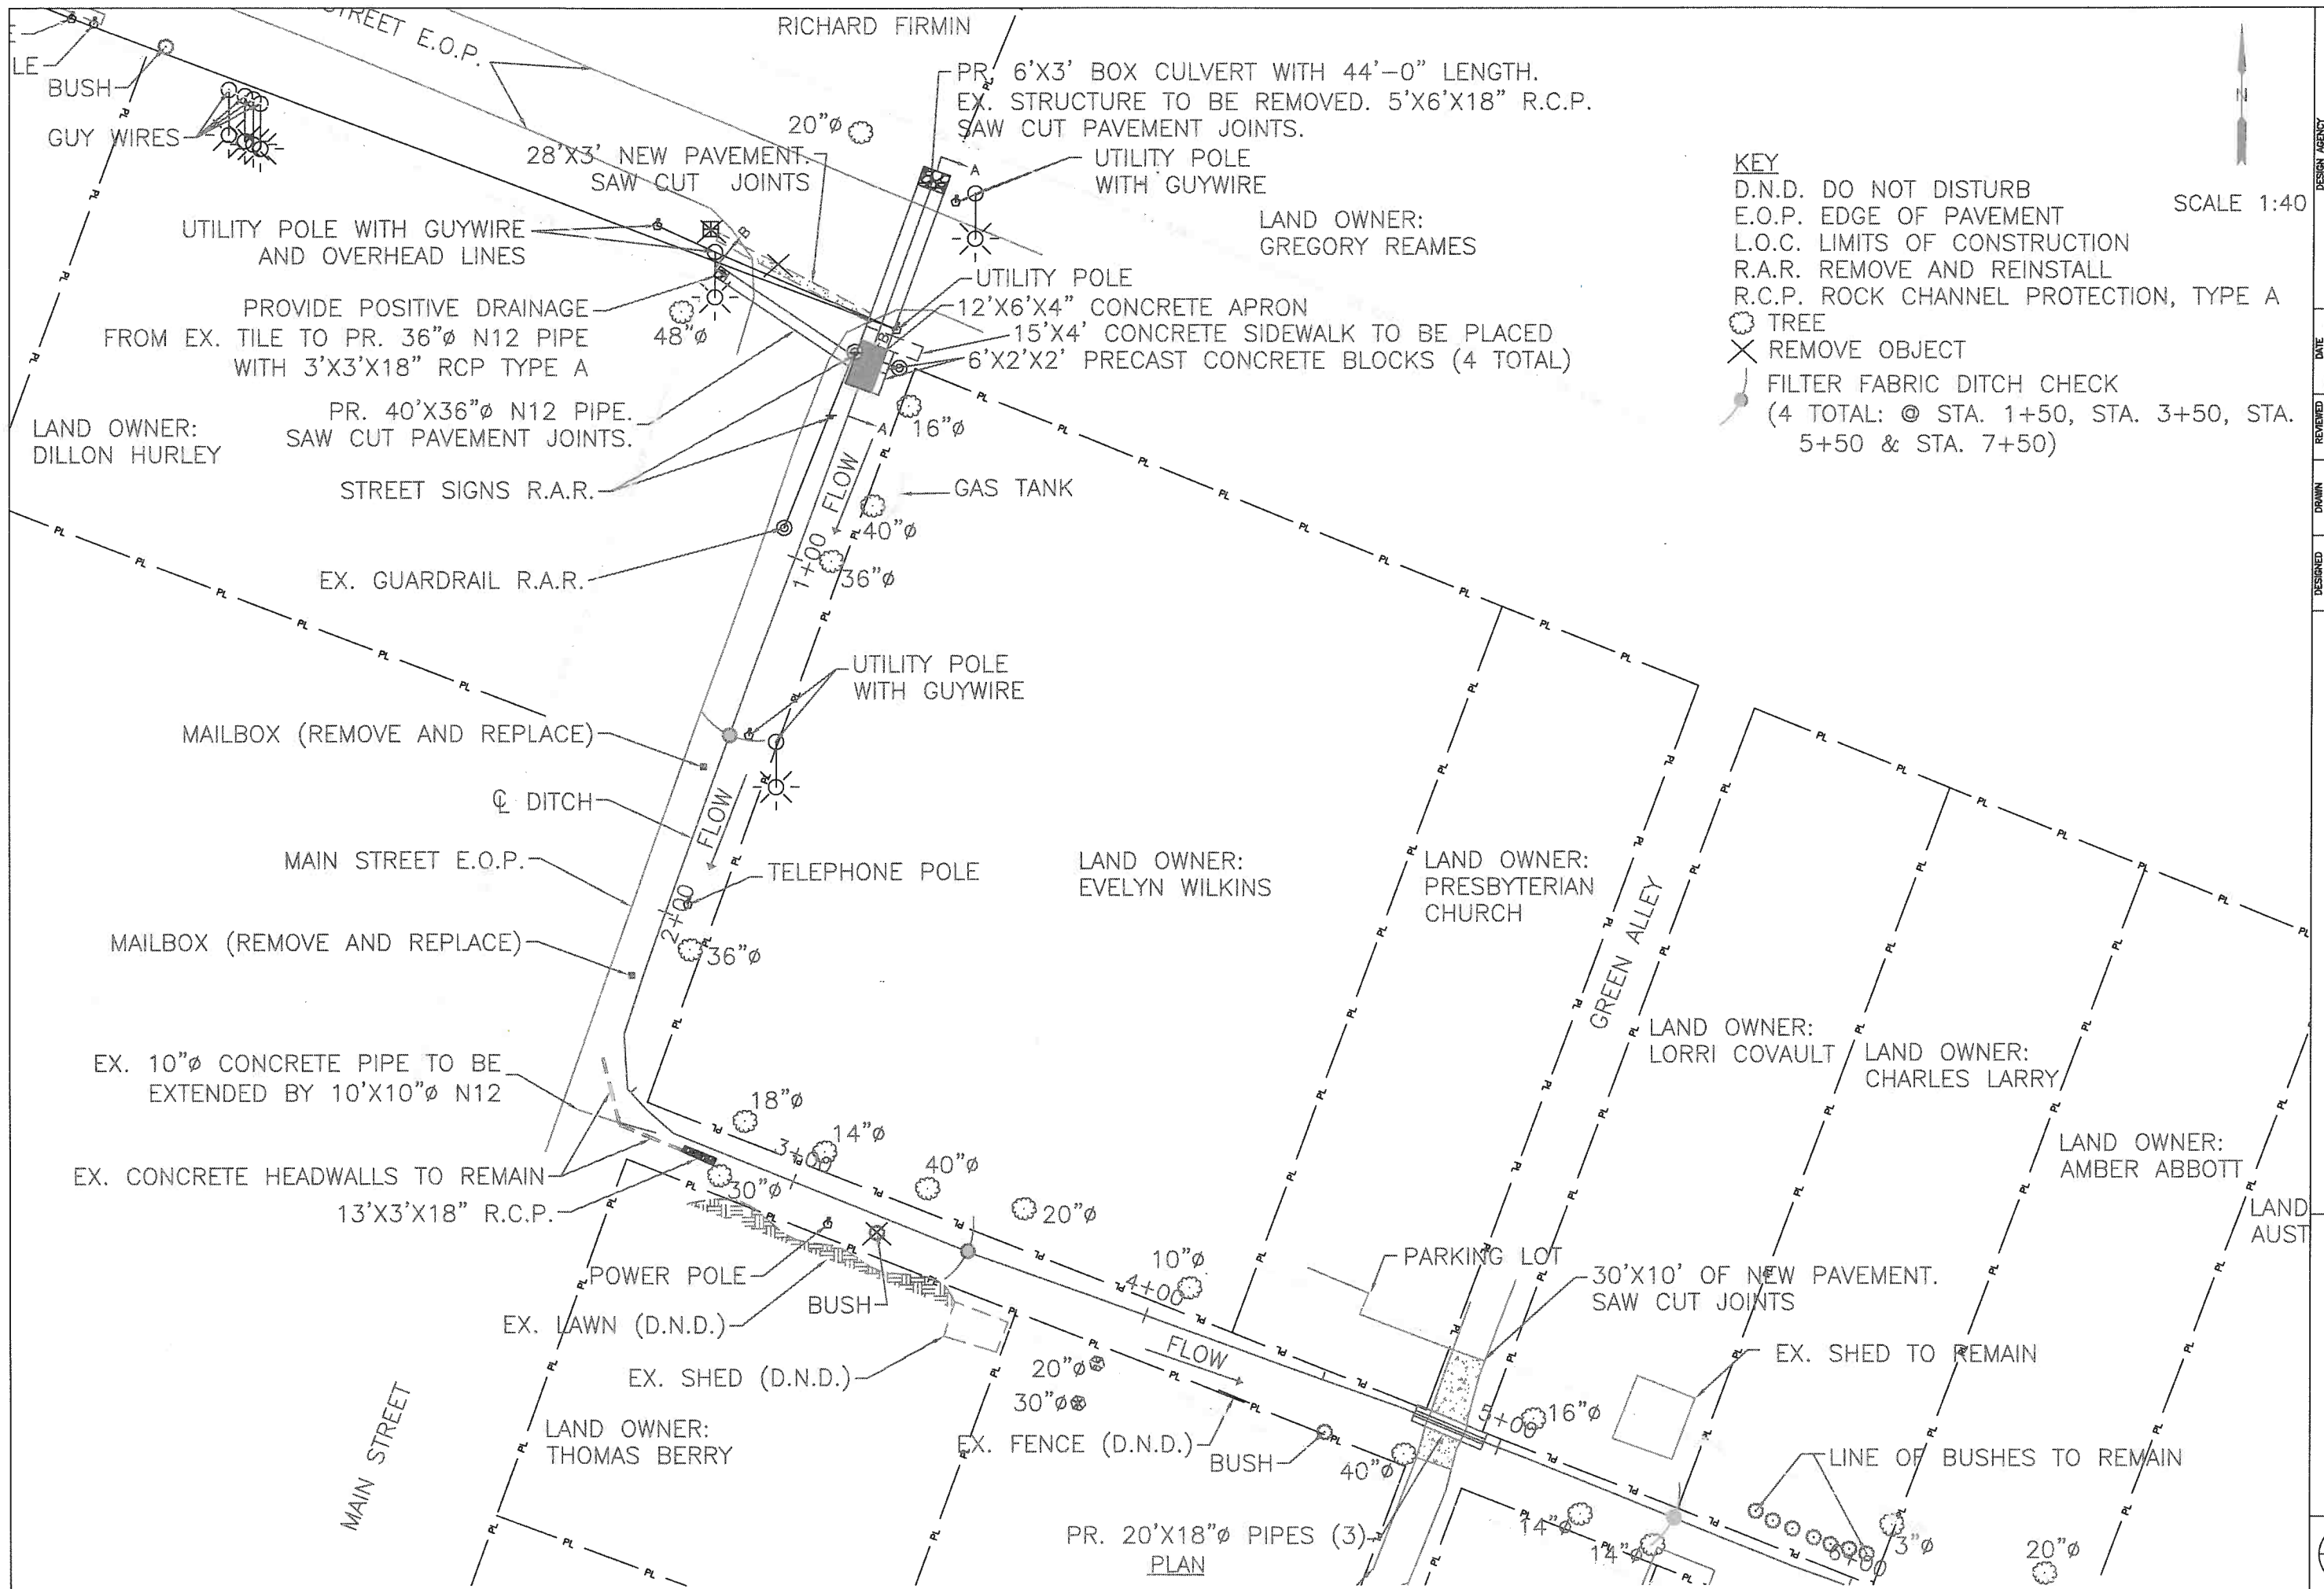 STREET E.O.P.
RICHARD FIRMIN
LE
BUSH
GUY WIRES
PR. 6'X3' BOX CULVERT WITH 44'-0" LENGTH.
EX. STRUCTURE TO BE REMOVED. 5'X6'X18" R.C.P.
SAW CUT PAVEMENT JOINTS.
20"ø
28'X3' NEW PAVEMENT.
SAW CUT JOINTS
A
UTILITY POLE
WITH GUYWIRE
LAND OWNER:
GREGORY REAMES
N
SCALE 1:40
KEY
D.N.D. DO NOT DISTURB
E.O.P. EDGE OF PAVEMENT
L.O.C. LIMITS OF CONSTRUCTION
R.A.R. REMOVE AND REINSTALL
R.C.P. ROCK CHANNEL PROTECTION, TYPE A
TREE
REMOVE OBJECT
FILTER FABRIC DITCH CHECK
(4 TOTAL: @ STA. 1+50, STA. 3+50, STA.
5+50 & STA. 7+50)
DESIGN AGENCY
DATE
REVIEWED
DRAWN
DESIGNED
UTILITY POLE WITH GUYWIRE
AND OVERHEAD LINES
B
PROVIDE POSITIVE DRAINAGE
FROM EX. TILE TO PR. 36"ø N12 PIPE
WITH 3'X3'X18" RCP TYPE A
48"ø
UTILITY POLE
12'X6'X4" CONCRETE APRON
15'X4' CONCRETE SIDEWALK TO BE PLACED
6'X2'X2' PRECAST CONCRETE BLOCKS (4 TOTAL)
B
PR. 40'X36"ø N12 PIPE.
SAW CUT PAVEMENT JOINTS.
LAND OWNER:
DILLON HURLEY
16"ø
A
STREET SIGNS R.A.R.
FLOW
GAS TANK
40"ø
1+00
36"ø
EX. GUARDRAIL R.A.R.
UTILITY POLE
WITH GUYWIRE
MAILBOX (REMOVE AND REPLACE)
℄ DITCH
FLOW
MAIN STREET E.O.P.
TELEPHONE POLE
2+00
MAILBOX (REMOVE AND REPLACE)
36"ø
LAND OWNER:
EVELYN WILKINS
LAND OWNER:
PRESBYTERIAN
CHURCH
GREEN ALLEY
LAND OWNER:
LORRI COVAULT
LAND OWNER:
CHARLES LARRY
LAND OWNER:
AMBER ABBOTT
LAND
AUST
EX. 10"ø CONCRETE PIPE TO BE
EXTENDED BY 10'X10"ø N12
18"ø
14"ø
3+00
40"ø
20"ø
EX. CONCRETE HEADWALLS TO REMAIN
13'X3'X18" R.C.P.
30"ø
POWER POLE
BUSH
EX. LAWN (D.N.D.)
EX. SHED (D.N.D.)
10"ø
4+00
PARKING LOT
30'X10' OF NEW PAVEMENT.
SAW CUT JOINTS
FLOW
20"ø
30"ø
EX. SHED TO REMAIN
MAIN STREET
LAND OWNER:
THOMAS BERRY
EX. FENCE (D.N.D.)
BUSH
40"ø
5+00
16"ø
LINE OF BUSHES TO REMAIN
PR. 20'X18"ø PIPES (3)
PLAN
14"ø
14"ø
6+00
3"ø
20"ø
PL